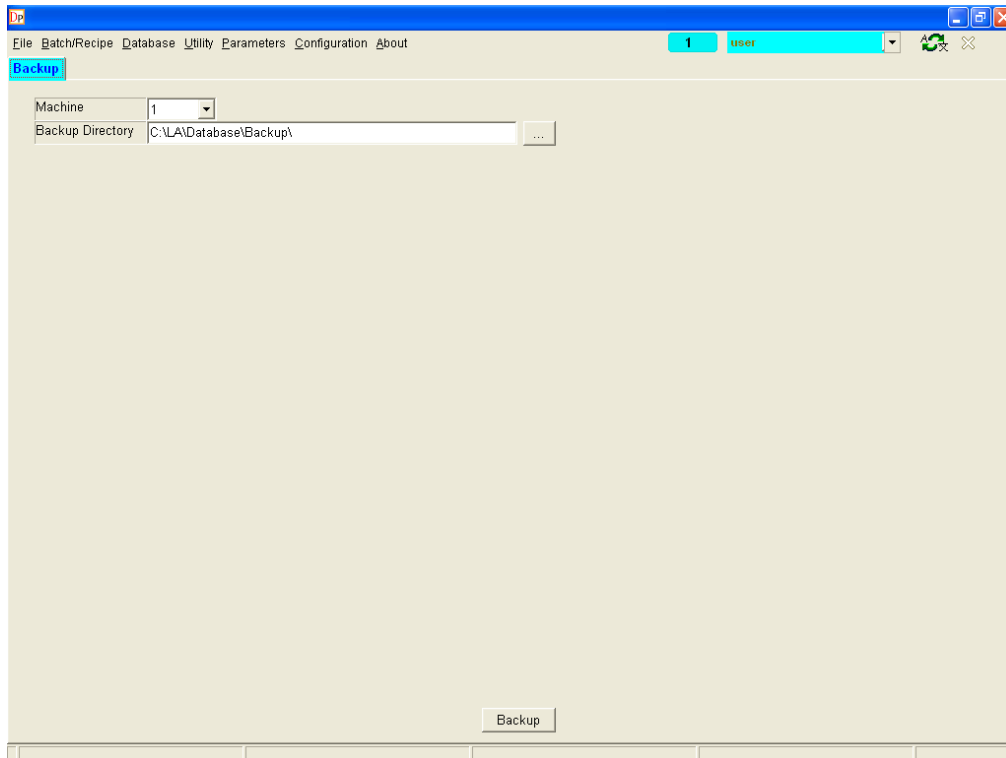 DP
File Batch/Recipe Database Utility Parameters Configuration About 1 user A 文
Backup
Machine 1
Backup Directory C:\LA\Database\Backup\ ...
Backup